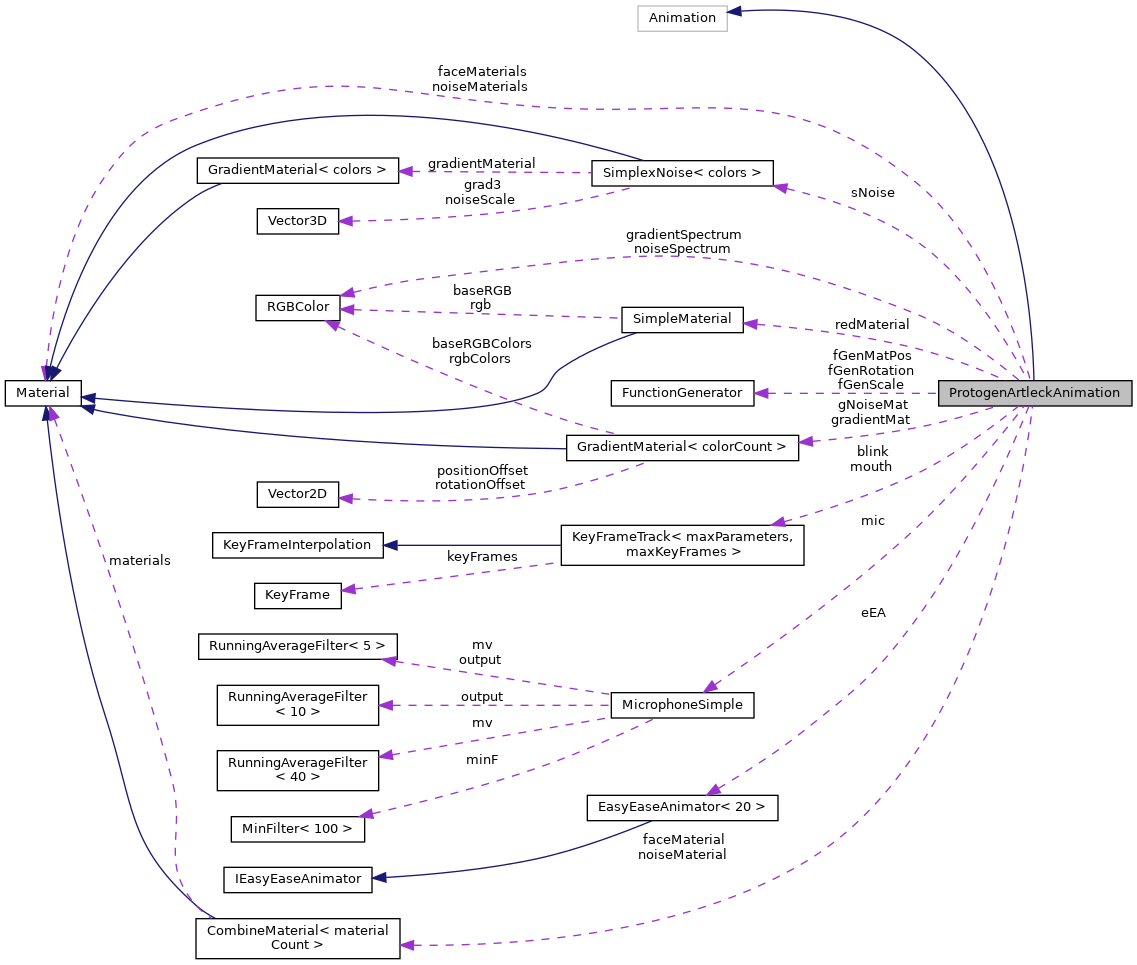 Animation
faceMaterials
noiseMaterials
GradientMaterial< colors >
gradientMaterial
SimplexNoise< colors >
grad3
noiseScale
sNoise
Vector3D
gradientSpectrum
noiseSpectrum
RGBColor
baseRGB
rgb
SimpleMaterial
redMaterial
baseRGBColors
rgbColors
fGenMatPos
fGenRotation
fGenScale
Material
FunctionGenerator
ProtogenArtleckAnimation
gNoiseMat
gradientMat
GradientMaterial< colorCount >
blink
mouth
positionOffset
rotationOffset
Vector2D
mic
KeyFrameInterpolation
KeyFrameTrack< maxParameters,
maxKeyFrames >
materials
keyFrames
KeyFrame
eEA
RunningAverageFilter< 5 >
mv
output
RunningAverageFilter
< 10 >
output
MicrophoneSimple
mv
RunningAverageFilter
< 40 >
minF
MinFilter< 100 >
EasyEaseAnimator< 20 >
faceMaterial
noiseMaterial
IEasyEaseAnimator
CombineMaterial< material
Count >